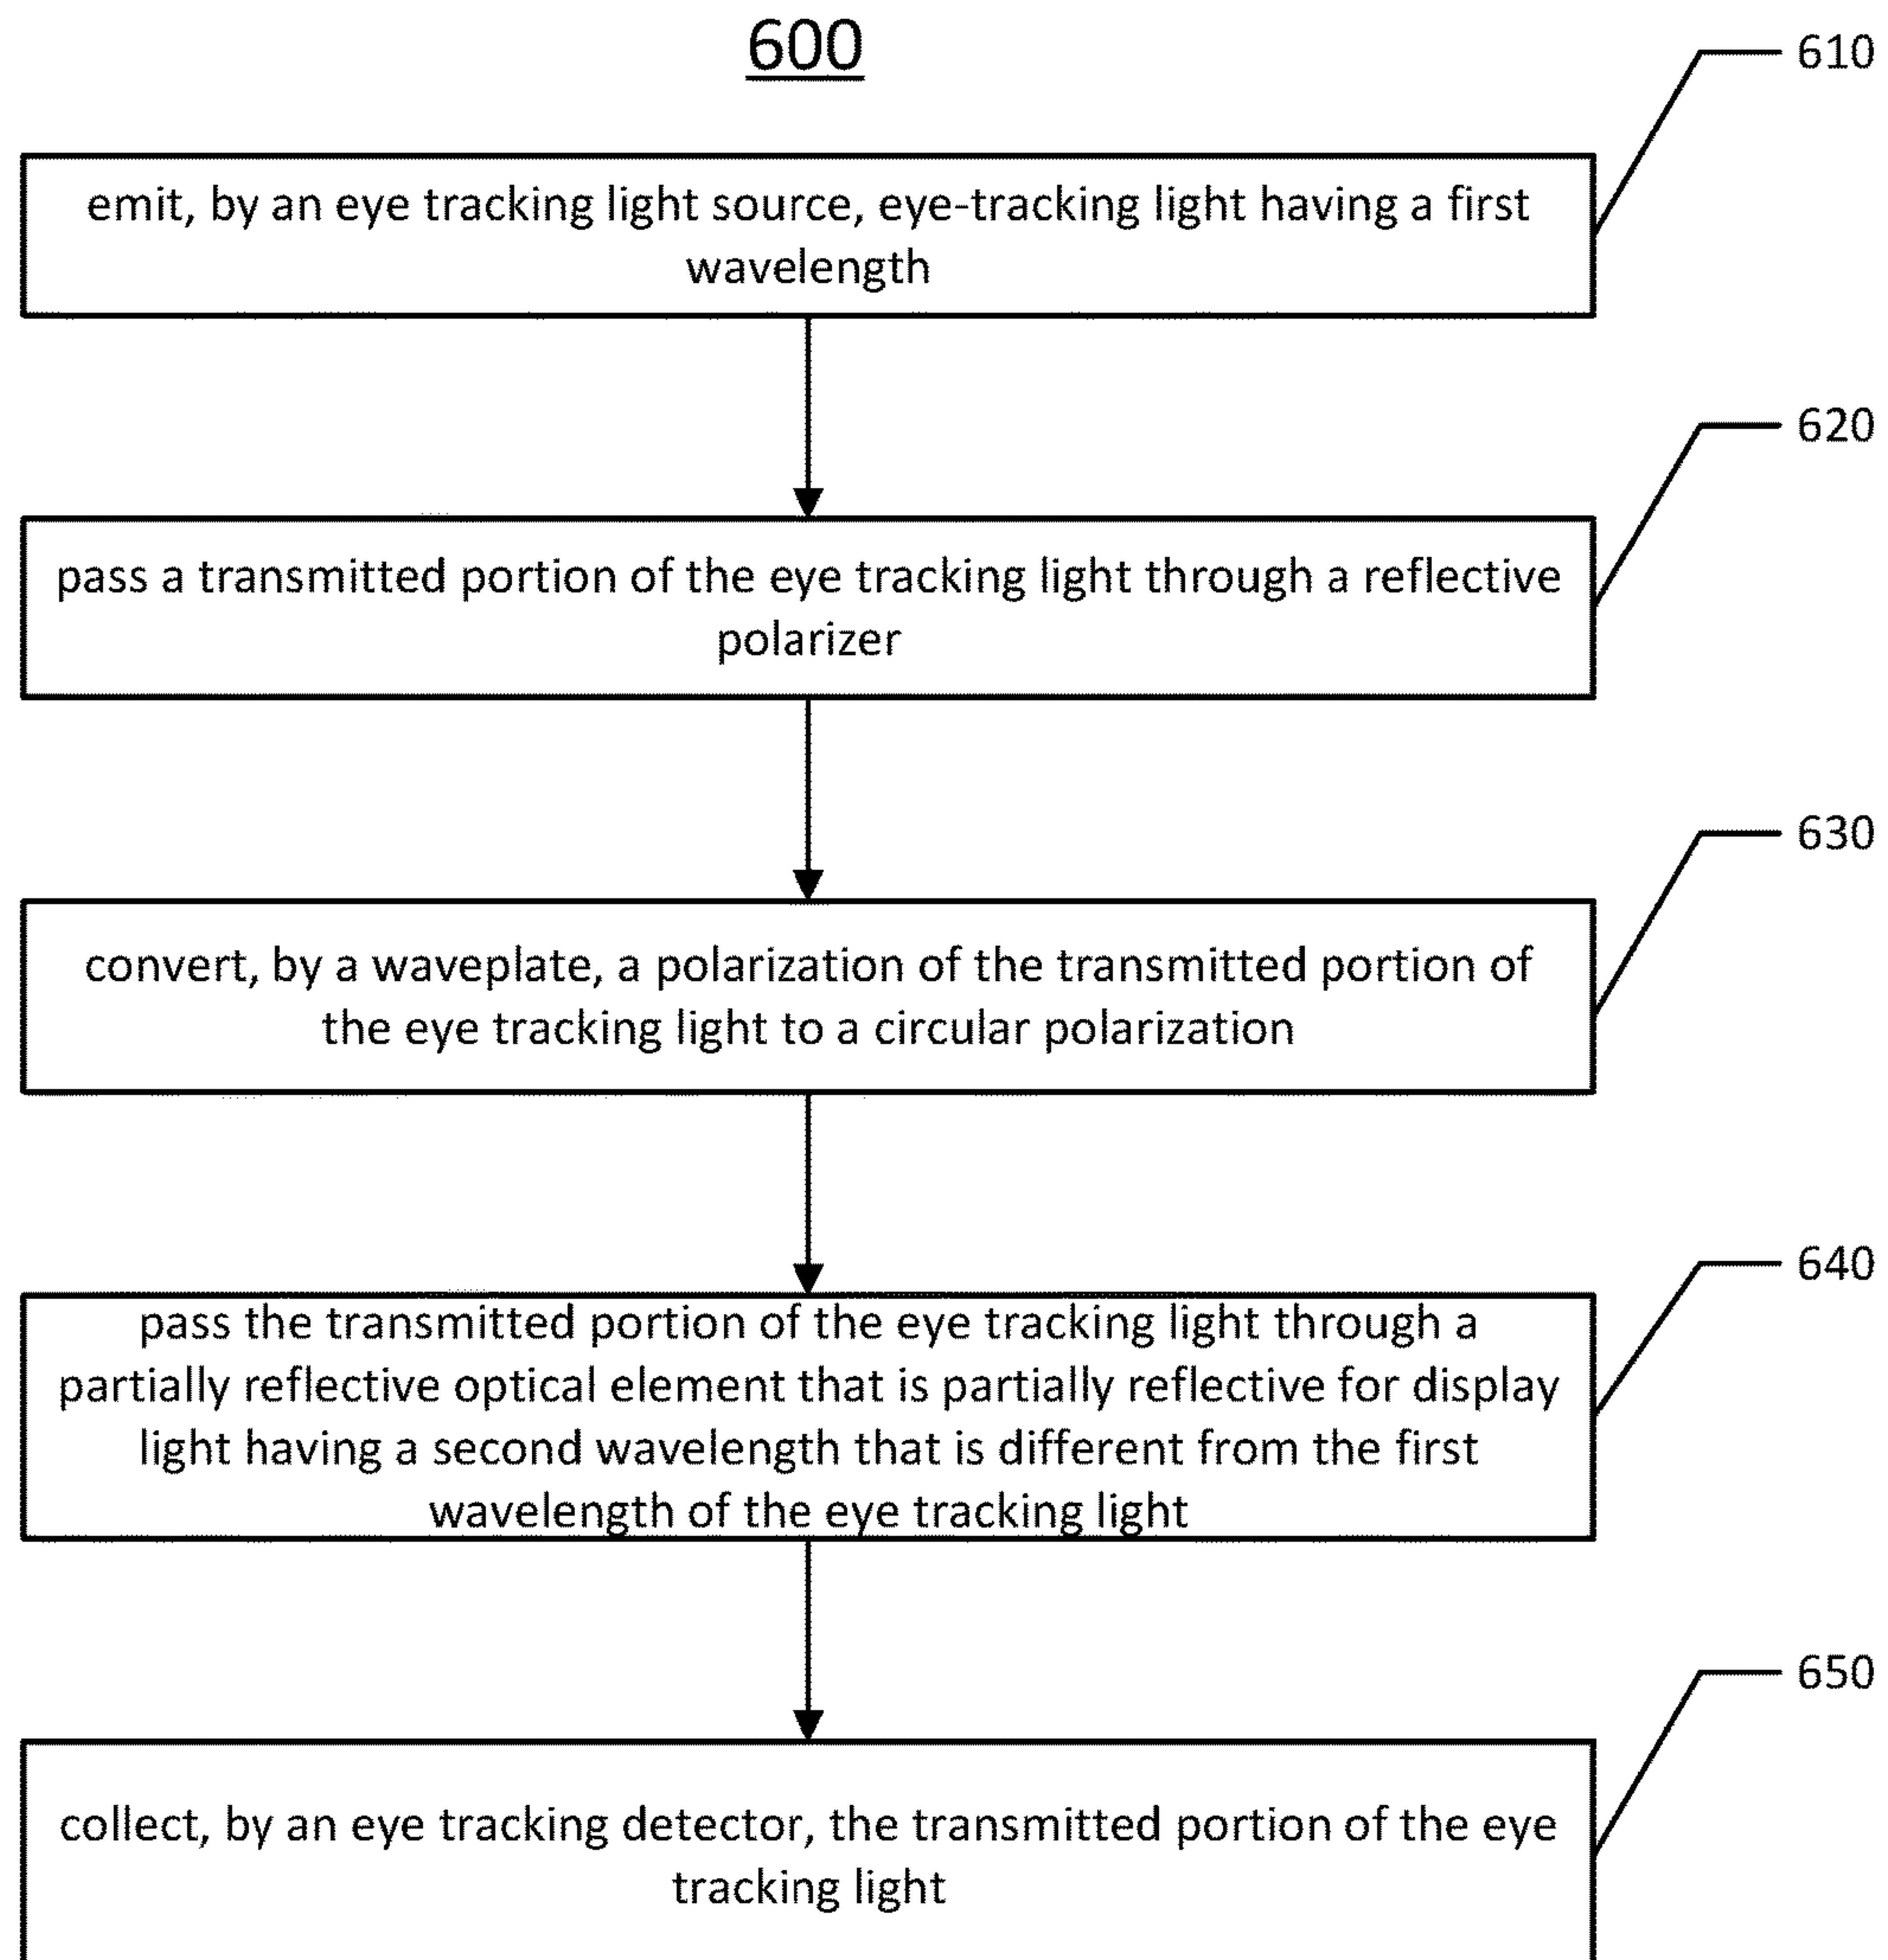 600
610
emit, by an eye tracking light source, eye-tracking light having a first
wavelength
620
pass a transmitted portion of the eye tracking light through a reflective
polarizer
630
convert, by a waveplate, a polarization of the transmitted portion of
the eye tracking light to a circular polarization
640
pass the transmitted portion of the eye tracking light through a
partially reflective optical element that is partially reflective for display
light having a second wavelength that is different from the first
wavelength of the eye tracking light
650
collect, by an eye tracking detector, the transmitted portion of the eye
tracking light